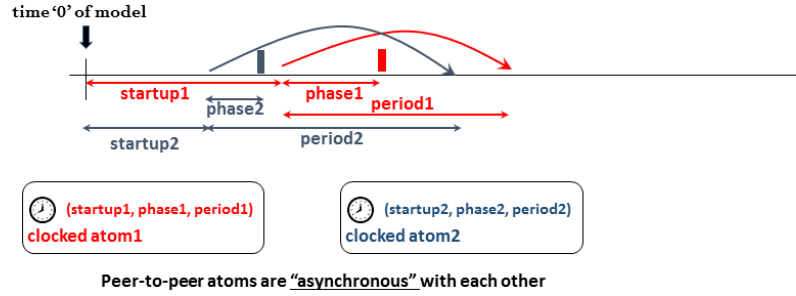 time ‘0’ of model
startup1
phase1
phase2
period1
startup2
period2
(startup1, phase1, period1)
clocked atom1
(startup2, phase2, period2)
clocked atom2
Peer-to-peer atoms are “asynchronous” with each other